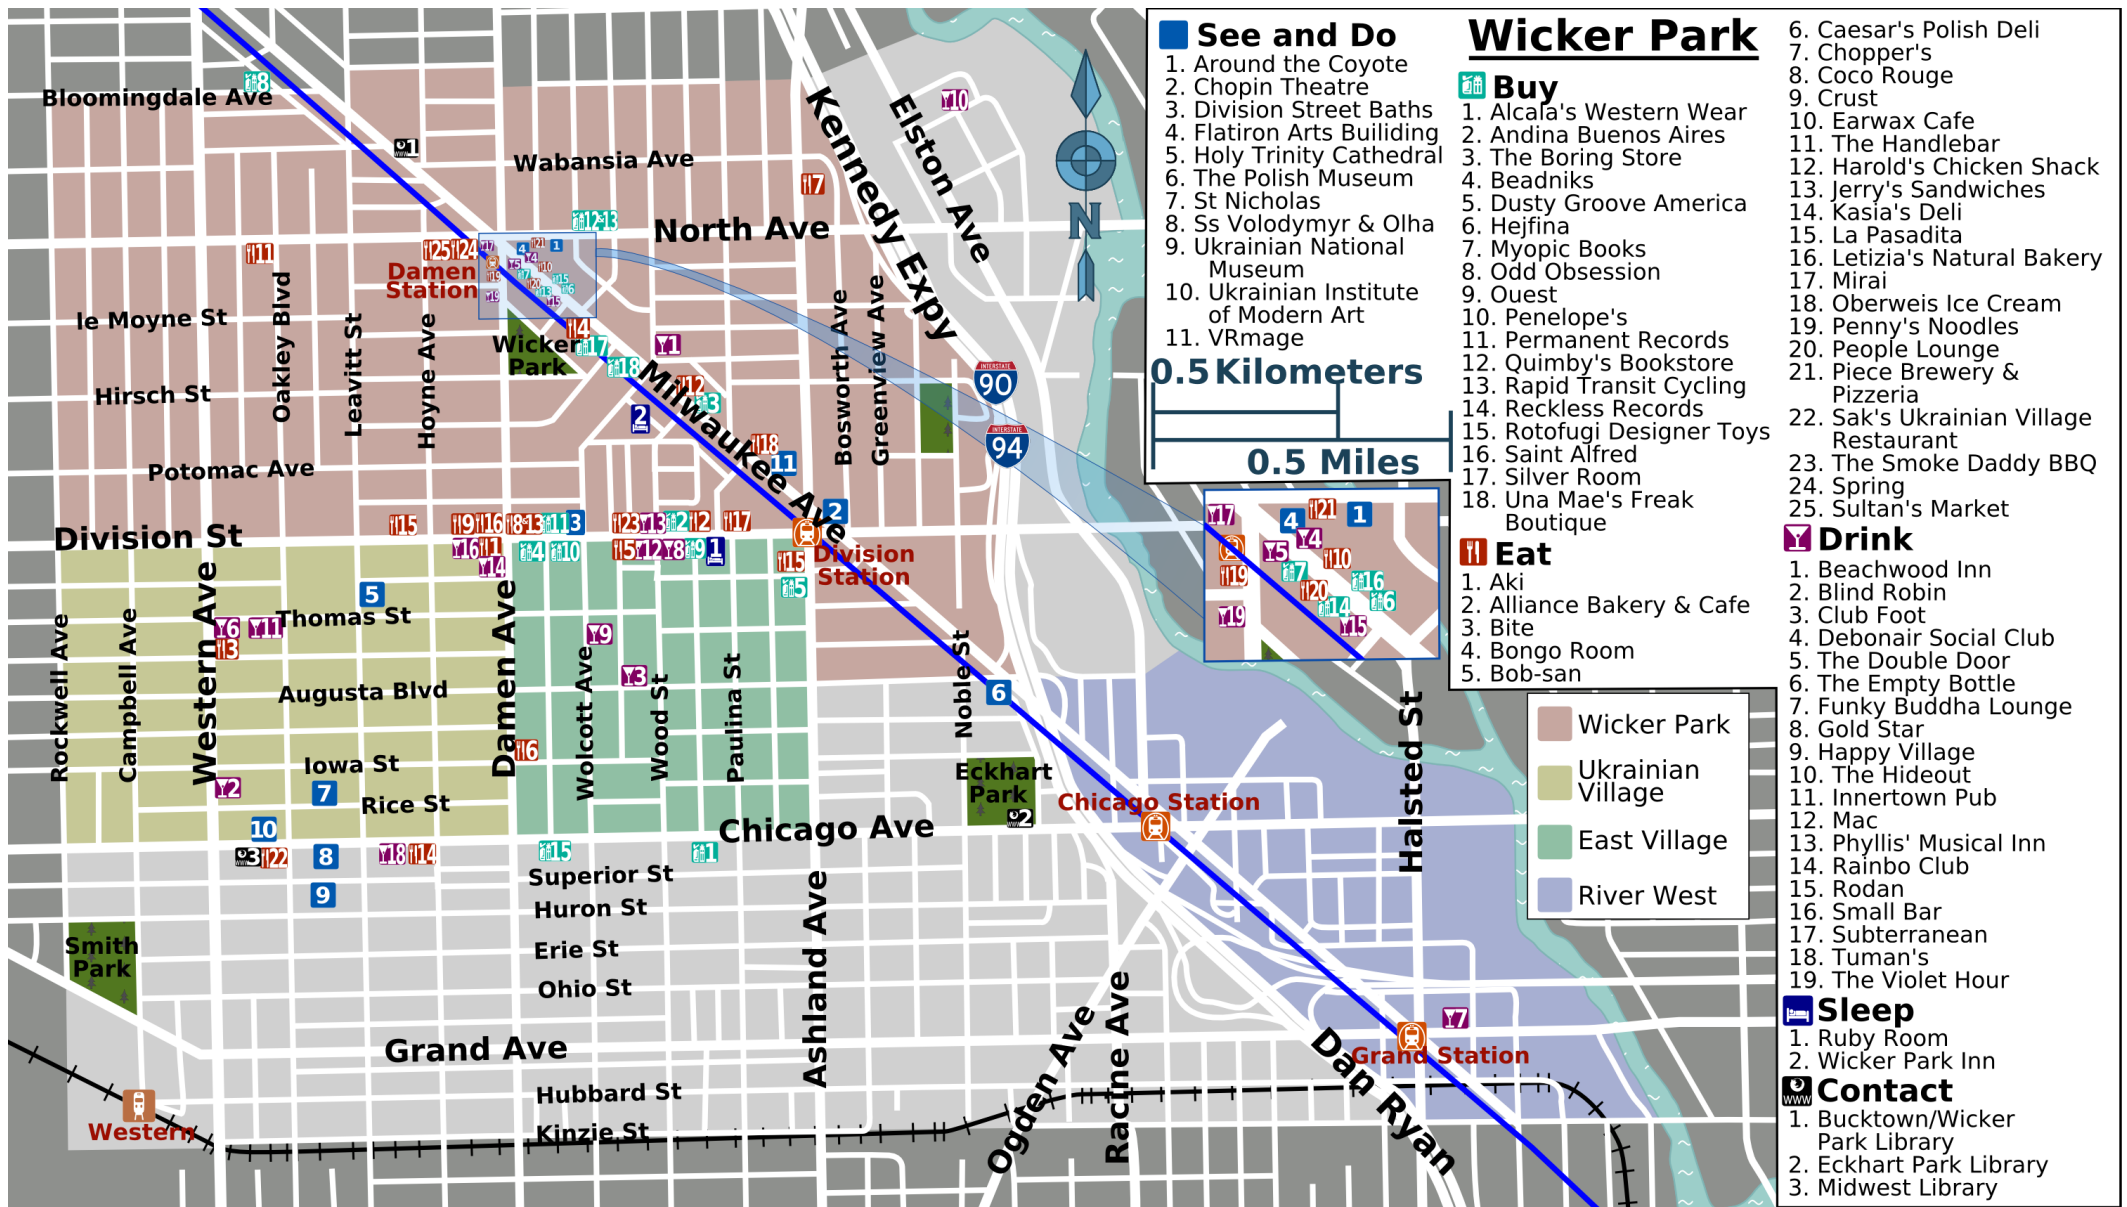 Wicker Park
See and Do
1. Around the Coyote
2. Chopin Theatre
3. Division Street Baths
4. Flatiron Arts Builiding
5. Holy Trinity Cathedral
6. The Polish Museum
7. St Nicholas
8. Ss Volodymyr & Olha
9. Ukrainian National
Museum
10. Ukrainian Institute
of Modern Art
11. VRmage
0.5 Kilometers
0.5 Miles
N
Buy
1. Alcala's Western Wear
2. Andina Buenos Aires
3. The Boring Store
4. Beadniks
5. Dusty Groove America
6. Hejfina
7. Myopic Books
8. Odd Obsession
9. Ouest
10. Penelope's
11. Permanent Records
12. Quimby's Bookstore
13. Rapid Transit Cycling
14. Reckless Records
15. Rotofugi Designer Toys
16. Saint Alfred
17. Silver Room
18. Una Mae's Freak
Boutique
Eat
1. Aki
2. Alliance Bakery & Cafe
3. Bite
4. Bongo Room
5. Bob-san
6. Caesar's Polish Deli
7. Chopper's
8. Coco Rouge
9. Crust
10. Earwax Cafe
11. The Handlebar
12. Harold's Chicken Shack
13. Jerry's Sandwiches
14. Kasia's Deli
15. La Pasadita
16. Letizia's Natural Bakery
17. Mirai
18. Oberweis Ice Cream
19. Penny's Noodles
20. People Lounge
21. Piece Brewery &
Pizzeria
22. Sak's Ukrainian Village
Restaurant
23. The Smoke Daddy BBQ
24. Spring
25. Sultan's Market
Drink
1. Beachwood Inn
2. Blind Robin
3. Club Foot
4. Debonair Social Club
5. The Double Door
6. The Empty Bottle
7. Funky Buddha Lounge
8. Gold Star
9. Happy Village
10. The Hideout
11. Innertown Pub
12. Mac
13. Phyllis' Musical Inn
14. Rainbo Club
15. Rodan
16. Small Bar
17. Subterranean
18. Tuman's
19. The Violet Hour
Sleep
1. Ruby Room
2. Wicker Park Inn
Contact
1. Bucktown/Wicker
Park Library
2. Eckhart Park Library
3. Midwest Library
Wicker Park
Ukrainian
Village
East Village
River West
Bloomingdale Ave
Wabansia Ave
North Ave
Kennedy Expy
Elston Ave
Damen
Station
le Moyne St
Oakley Blvd
Leavitt St
Hoyne Ave
Wicker
Park
Hirsch St
Milwaukee Ave
Bosworth Ave
Greenview Ave
INTERSTATE
90
INTERSTATE
94
Potomac Ave
Division St
Division
Station
Thomas St
Rockwell Ave
Campbell Ave
Western Ave
Damen Ave
Wolcott Ave
Wood St
Paulina St
Noble St
Augusta Blvd
Iowa St
Rice St
Eckhart
Park
Chicago Station
Chicago Ave
Halsted St
Superior St
Huron St
Erie St
Ohio St
Smith
Park
Ashland Ave
Grand Ave
Grand Station
Ogden Ave
Racine Ave
Dan Ryan
Hubbard St
Kinzie St
Western